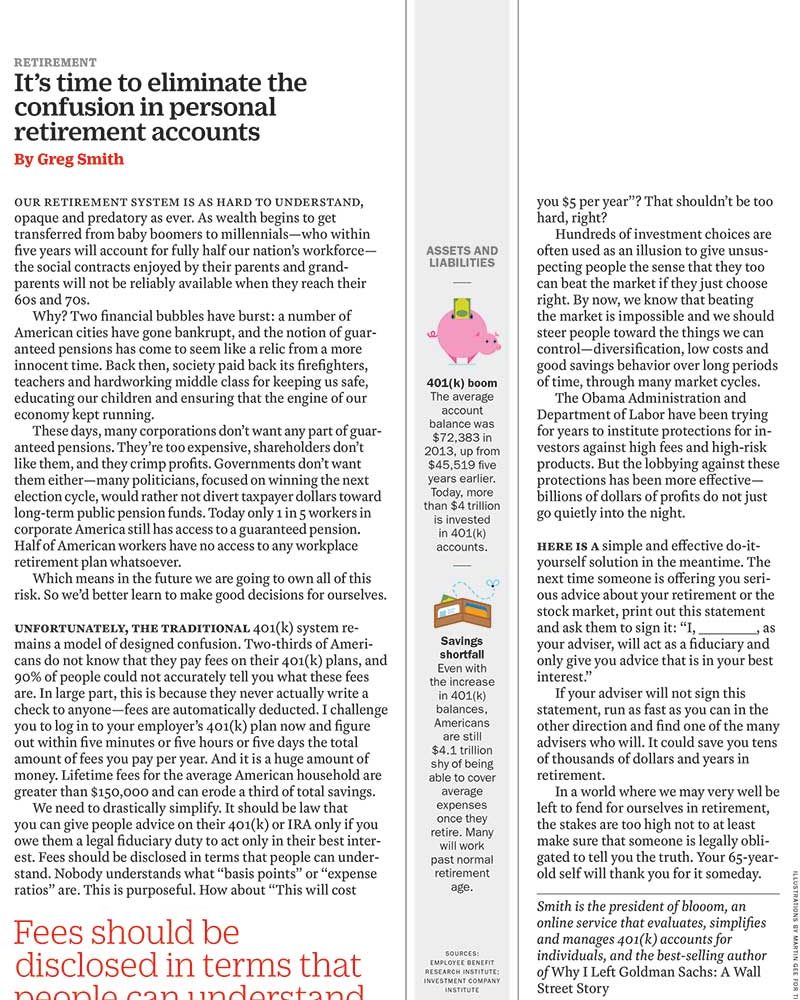 RETIREMENT
It’s time to eliminate the
confusion in personal
retirement accounts
By Greg Smith
OUR RETIREMENT SYSTEM IS AS HARD TO UNDERSTAND,
opaque and predatory as ever. As wealth begins to get
transferred from baby boomers to millennials—who within
five years will account for fully half our nation’s workforce—
the social contracts enjoyed by their parents and grand-
parents will not be reliably available when they reach their
60s and 70s.
Why? Two financial bubbles have burst: a number of
American cities have gone bankrupt, and the notion of guar-
anteed pensions has come to seem like a relic from a more
innocent time. Back then, society paid back its firefighters,
teachers and hardworking middle class for keeping us safe,
educating our children and ensuring that the engine of our
economy kept running.
These days, many corporations don’t want any part of guar-
anteed pensions. They’re too expensive, shareholders don’t
like them, and they crimp profits. Governments don’t want
them either—many politicians, focused on winning the next
election cycle, would rather not divert taxpayer dollars toward
long-term public pension funds. Today only 1 in 5 workers in
corporate America still has access to a guaranteed pension.
Half of American workers have no access to any workplace
retirement plan whatsoever.
Which means in the future we are going to own all of this
risk. So we’d better learn to make good decisions for ourselves.
UNFORTUNATELY, THE TRADITIONAL 401(k) system re-
mains a model of designed confusion. Two-thirds of Ameri-
cans do not know that they pay fees on their 401(k) plans, and
90% of people could not accurately tell you what these fees
are. In large part, this is because they never actually write a
check to anyone—fees are automatically deducted. I challenge
you to log in to your employer’s 401(k) plan now and figure
out within five minutes or five hours or five days the total
amount of fees you pay per year. And it is a huge amount of
money. Lifetime fees for the average American household are
greater than $150,000 and can erode a third of total savings.
We need to drastically simplify. It should be law that
you can give people advice on their 401(k) or IRA only if you
owe them a legal fiduciary duty to act only in their best inter-
est. Fees should be disclosed in terms that people can under-
stand. Nobody understands what “basis points” or “expense
ratios” are. This is purposeful. How about “This will cost
Fees should be
disclosed in terms that
people can understand
ASSETS AND
LIABILITIES
401(k) boom
The average
account
balance was
$72,383 in
2013, up from
$45,519 five
years earlier.
Today, more
than $4 trillion
is invested
in 401(k)
accounts.
Savings
shortfall
Even with
the increase
in 401(k)
balances,
Americans
are still
$4.1 trillion
shy of being
able to cover
average
expenses
once they
retire. Many
will work
past normal
retirement
age.
SOURCES:
EMPLOYEE BENEFIT
RESEARCH INSTITUTE;
INVESTMENT COMPANY
INSTITUTE
you $5 per year”? That shouldn’t be too
hard, right?
Hundreds of investment choices are
often used as an illusion to give unsus-
pecting people the sense that they too
can beat the market if they just choose
right. By now, we know that beating
the market is impossible and we should
steer people toward the things we can
control—diversification, low costs and
good savings behavior over long periods
of time, through many market cycles.
The Obama Administration and
Department of Labor have been trying
for years to institute protections for in-
vestors against high fees and high-risk
products. But the lobbying against these
protections has been more effective—
billions of dollars of profits do not just
go quietly into the night.
HERE IS A simple and effective do-it-
yourself solution in the meantime. The
next time someone is offering you seri-
ous advice about your retirement or the
stock market, print out this statement
and ask them to sign it: “I, ________, as
your adviser, will act as a fiduciary and
only give you advice that is in your best
interest.”
If your adviser will not sign this
statement, run as fast as you can in the
other direction and find one of the many
advisers who will. It could save you tens
of thousands of dollars and years in
retirement.
In a world where we may very well be
left to fend for ourselves in retirement,
the stakes are too high not to at least
make sure that someone is legally obli-
gated to tell you the truth. Your 65-year-
old self will thank you for it someday.
Smith is the president of blooom, an
online service that evaluates, simplifies
and manages 401(k) accounts for
individuals, and the best-selling author
of Why I Left Goldman Sachs: A Wall
Street Story
ILLUSTRATIONS BY MARTIN GEE FOR